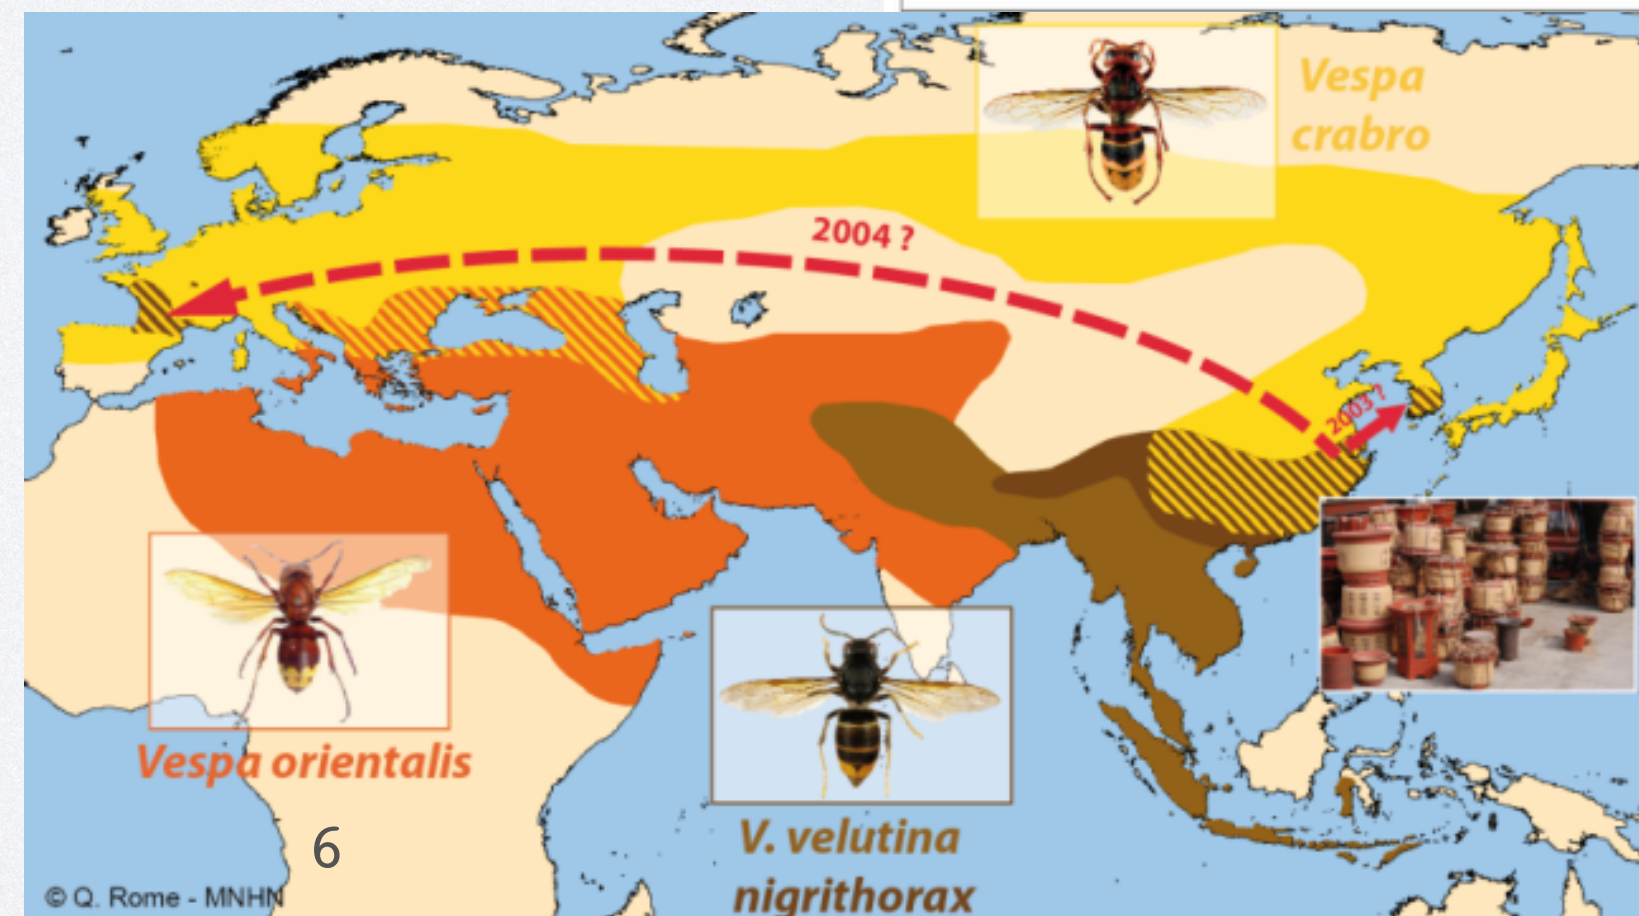 Vespa
crabro
2004 ?
2003 ?
Vespa orientalis
V. velutina
nigrithorax
6
© Q. Rome - MNHN